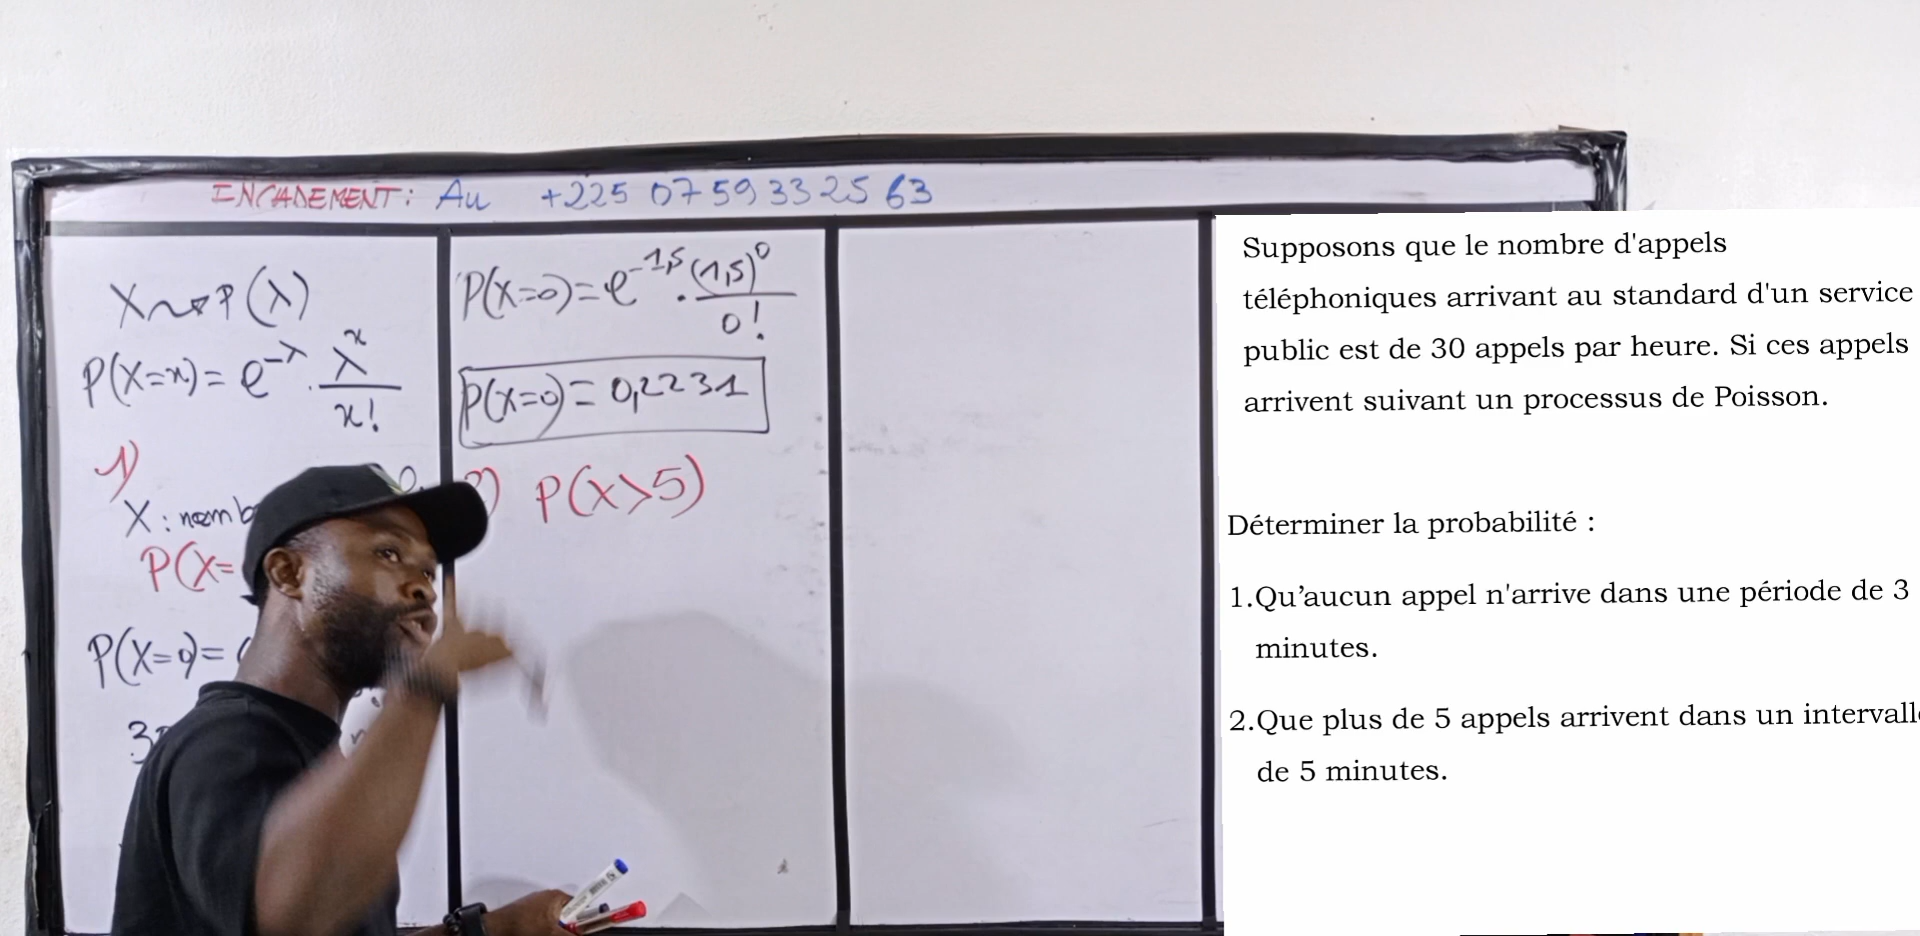 INCADEMENT: Au +225 07 59 33 25 63
X⇝P(λ)
P(X=x) = e^-λ . λ^x / x!
1)
X : nomb
P(X=
P(X=0)=
3
P(X=0)=e^-1,5 . (1,5)^0 / 0!
P(X=0) = 0,2231
2) P(X>5)
Supposons que le nombre d'appels
téléphoniques arrivant au standard d'un service
public est de 30 appels par heure. Si ces appels
arrivent suivant un processus de Poisson.
Déterminer la probabilité :
1.Qu’aucun appel n'arrive dans une période de 3
minutes.
2.Que plus de 5 appels arrivent dans un intervall
de 5 minutes.